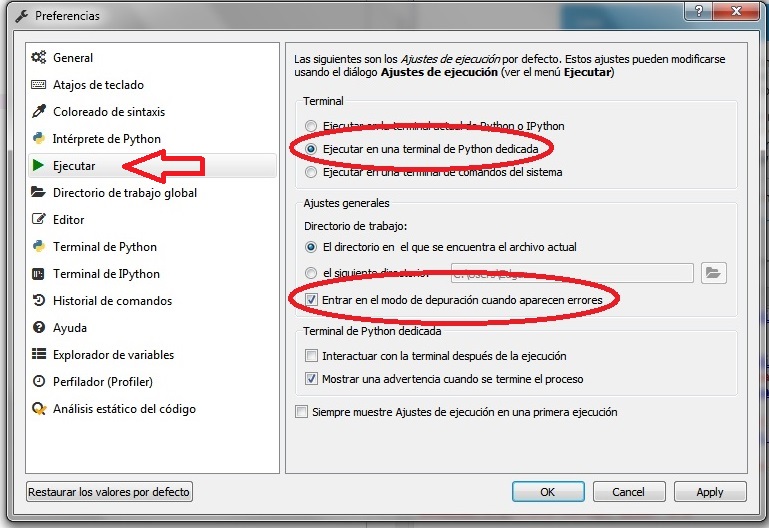 Preferencias
General
Atajos de teclado
Coloreado de sintaxis
Intérprete de Python
Ejecutar
Directorio de trabajo global
Editor
Terminal de Python
Terminal de IPython
Historial de comandos
Ayuda
Explorador de variables
Perfilador (Profiler)
Análisis estático del código
Las siguientes son los Ajustes de ejecución por defecto. Estos ajustes pueden modificarse
usando el diálogo Ajustes de ejecución (ver el menú Ejecutar)
Terminal
Ejecutar en la terminal actual de Python o IPython
Ejecutar en una terminal de Python dedicada
Ejecutar en una terminal de comandos del sistema
Ajustes generales
Directorio de trabajo:
El directorio en el que se encuentra el archivo actual
el siguiente directorio:
Entrar en el modo de depuración cuando aparecen errores
Terminal de Python dedicada
Interactuar con la terminal después de la ejecución
Mostrar una advertencia cuando se termine el proceso
Siempre muestre Ajustes de ejecución en una primera ejecución
Restaurar los valores por defecto
OK
Cancel
Apply